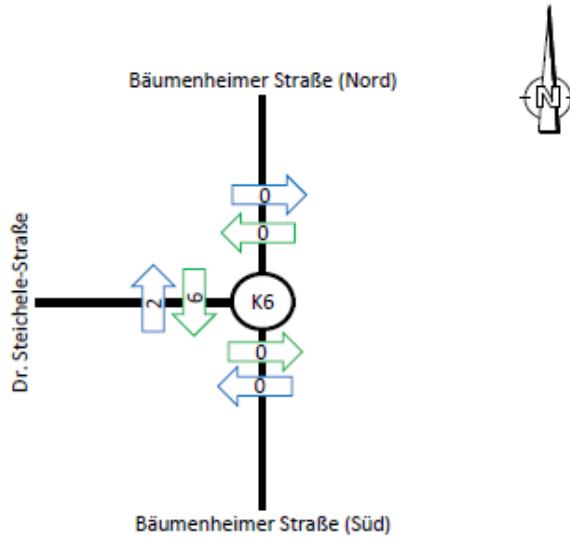 Bäumenheimer Straße (Nord)
N
0
0
Dr. Steichele-Straße
2
6
K6
0
0
Bäumenheimer Straße (Süd)